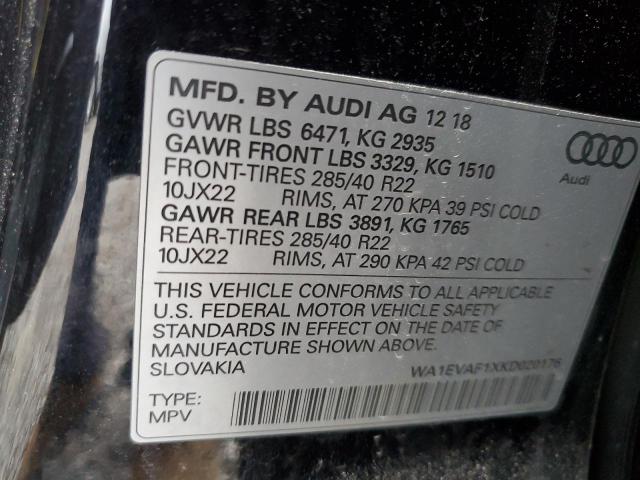 MFD. BY AUDI AG 12 18
GVWR LBS 6471, KG 2935
GAWR FRONT LBS 3329, KG 1510
FRONT-TIRES 285/40 R22
10JX22 RIMS, AT 270 KPA 39 PSI COLD
GAWR REAR LBS 3891, KG 1765
REAR-TIRES 285/40 R22
10JX22 RIMS, AT 290 KPA 42 PSI COLD
Audi
THIS VEHICLE CONFORMS TO ALL APPLICABLE
U.S. FEDERAL MOTOR VEHICLE SAFETY
STANDARDS IN EFFECT ON THE DATE OF
MANUFACTURE SHOWN ABOVE.
SLOVAKIA WA1EVAF1XKD020176
TYPE:
MPV